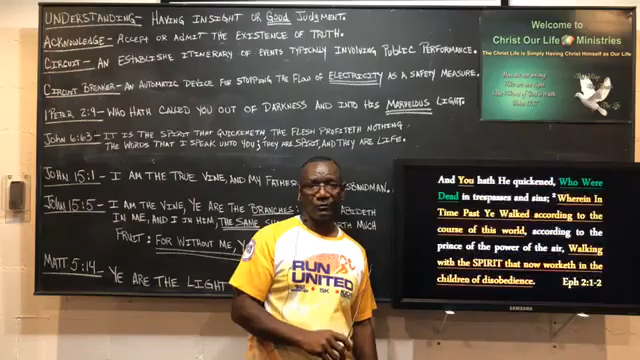 UNDERSTANDING- HAVING INSIGHT OR GOOD JUDGMENT.
ACKNOWLEDGE- ACCEPT OR ADMIT THE EXISTENCE OF TRUTH.
CIRCUIT - AN ESTABLISHE ITINERARY OF EVENTS TYPICALLY INVOLVING PUBLIC PERFORMANCE.
CIRCUIT BREAKER- AN AUTOMATIC DEVICE FOR STOPPING THE FLOW OF ELECTRICITY AS A SAFETY MEASURE.
1 PETER 2:9- WHO HATH CALLED YOU OUT OF DARKNESS AND INTO HIS MARVELOUS LIGHT.
JOHN 6:63- IT IS THE SPIRIT THAT QUICKENETH THE FLESH PROFITETH NOTHING
THE WORDS THAT I SPEAK UNTO YOU; THEY ARE SPIRIT, AND THEY ARE LIFE.
JOHN 15:1- I AM THE TRUE VINE, AND MY FATHER HUSBANDMAN.
JOHN 15:5- I AM THE VINE, YE ARE THE BRANCHES ABIDETH
IN ME, AND I IN HIM, THE SAME MUCH
FRUIT: FOR WITHOUT ME,
MATT 5:14- YE ARE THE LIGHT
Welcome to
Christ Our Life Ministries
The Christ Life is Simply Having Christ Himself as Our Life
And You hath He quickened, Who Were
Dead in trespasses and sins; 2 Wherein In
Time Past Ye Walked according to the
course of this world, according to the
prince of the power of the air, Walking
with the SPIRIT that now worketh in the
children of disobedience. Eph 2:1-2
SAMSUNG
RUN
UNITED
5K